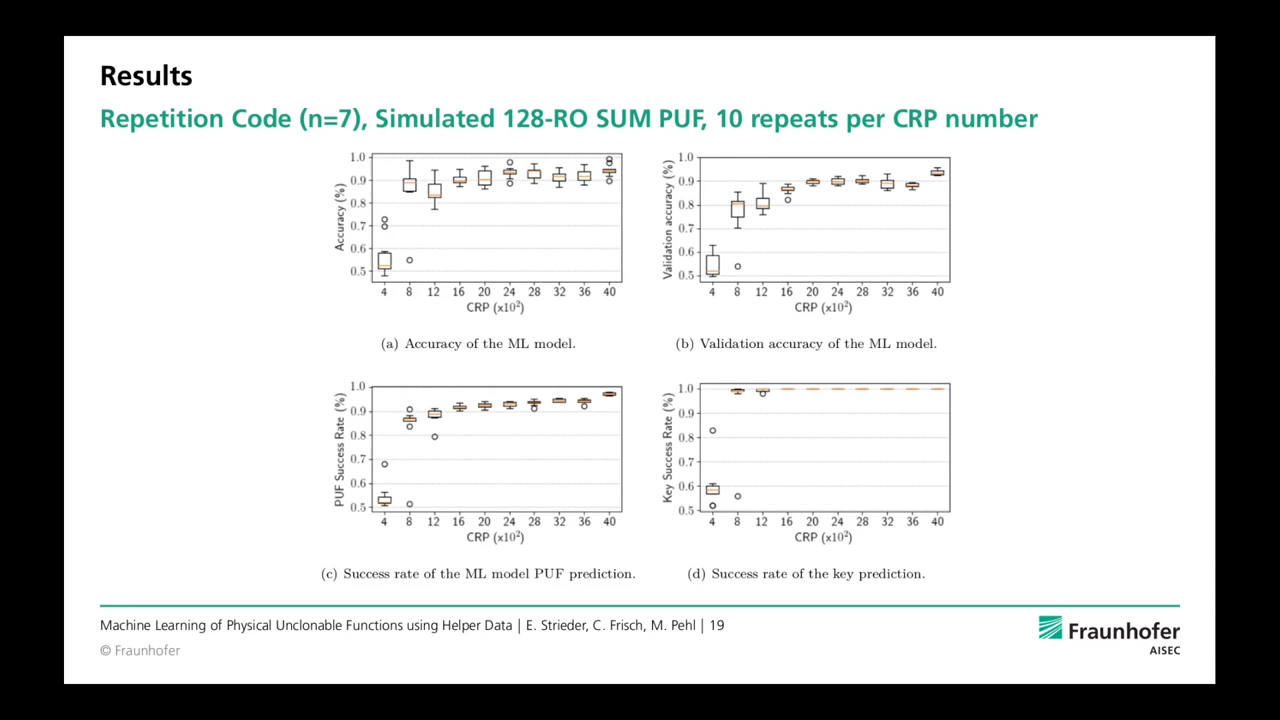 Results
Repetition Code (n=7), Simulated 128-RO SUM PUF, 10 repeats per CRP number
Accuracy (%)
1.0
0.9
0.8
0.7
0.6
0.5
4 8 12 16 20 24 28 32 36 40
CRP (x10²)
(a) Accuracy of the ML model.
Validation accuracy (%)
1.0
0.9
0.8
0.7
0.6
0.5
4 8 12 16 20 24 28 32 36 40
CRP (x10²)
(b) Validation accuracy of the ML model.
PUF Success Rate (%)
1.0
0.9
0.8
0.7
0.6
0.5
4 8 12 16 20 24 28 32 36 40
CRP (x10²)
(c) Success rate of the ML model PUF prediction.
Key Success Rate (%)
1.0
0.9
0.8
0.7
0.6
0.5
4 8 12 16 20 24 28 32 36 40
CRP (x10²)
(d) Success rate of the key prediction.
Machine Learning of Physical Unclonable Functions using Helper Data | E. Strieder, C. Frisch, M. Pehl | 19
© Fraunhofer
Fraunhofer
AISEC